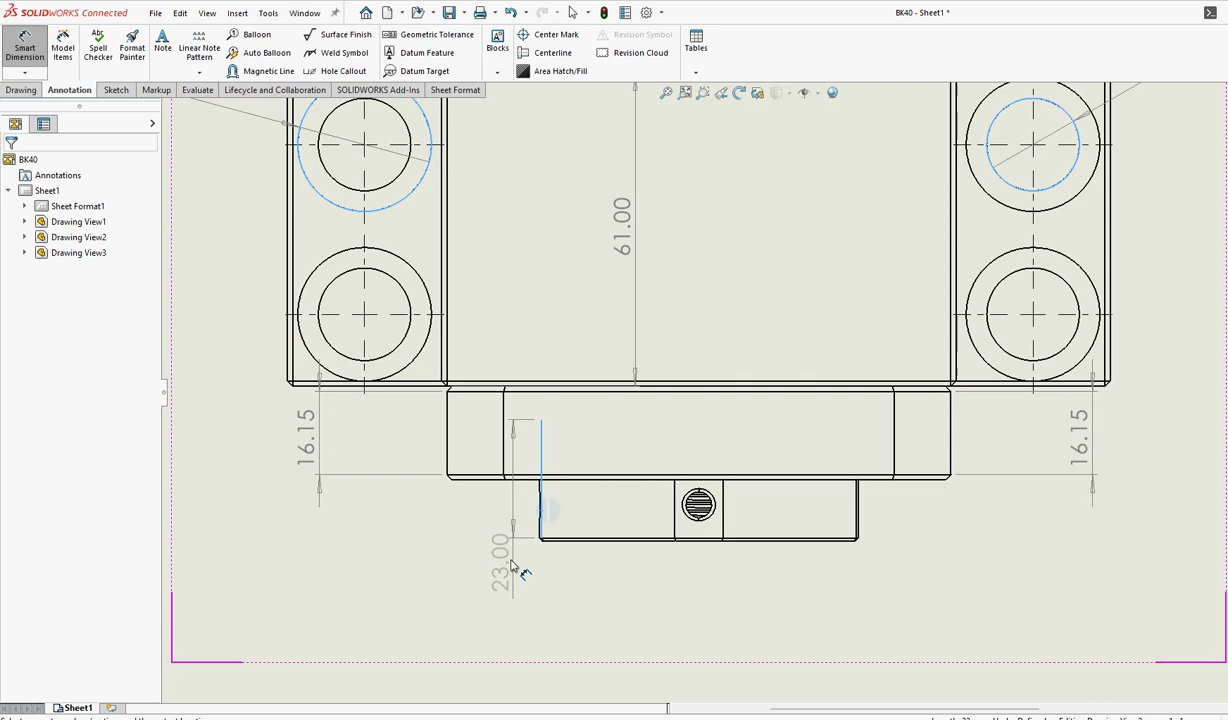 SOLIDWORKS Connected
File Edit View Insert Tools Window
BK40 - Sheet1 *
Smart Dimension
Model Items
Spell Checker
Format Painter
Note
Linear Note Pattern
Balloon
Auto Balloon
Magnetic Line
Surface Finish
Weld Symbol
Hole Callout
Geometric Tolerance
Datum Feature
Datum Target
Blocks
Center Mark
Centerline
Area Hatch/Fill
Revision Symbol
Revision Cloud
Tables
Drawing Annotation Sketch Markup Evaluate Lifecycle and Collaboration SOLIDWORKS Add-Ins Sheet Format
BK40
Annotations
Sheet1
Sheet Format1
Drawing View1
Drawing View2
Drawing View3
61.00
16.15
16.15
23.00
Sheet1